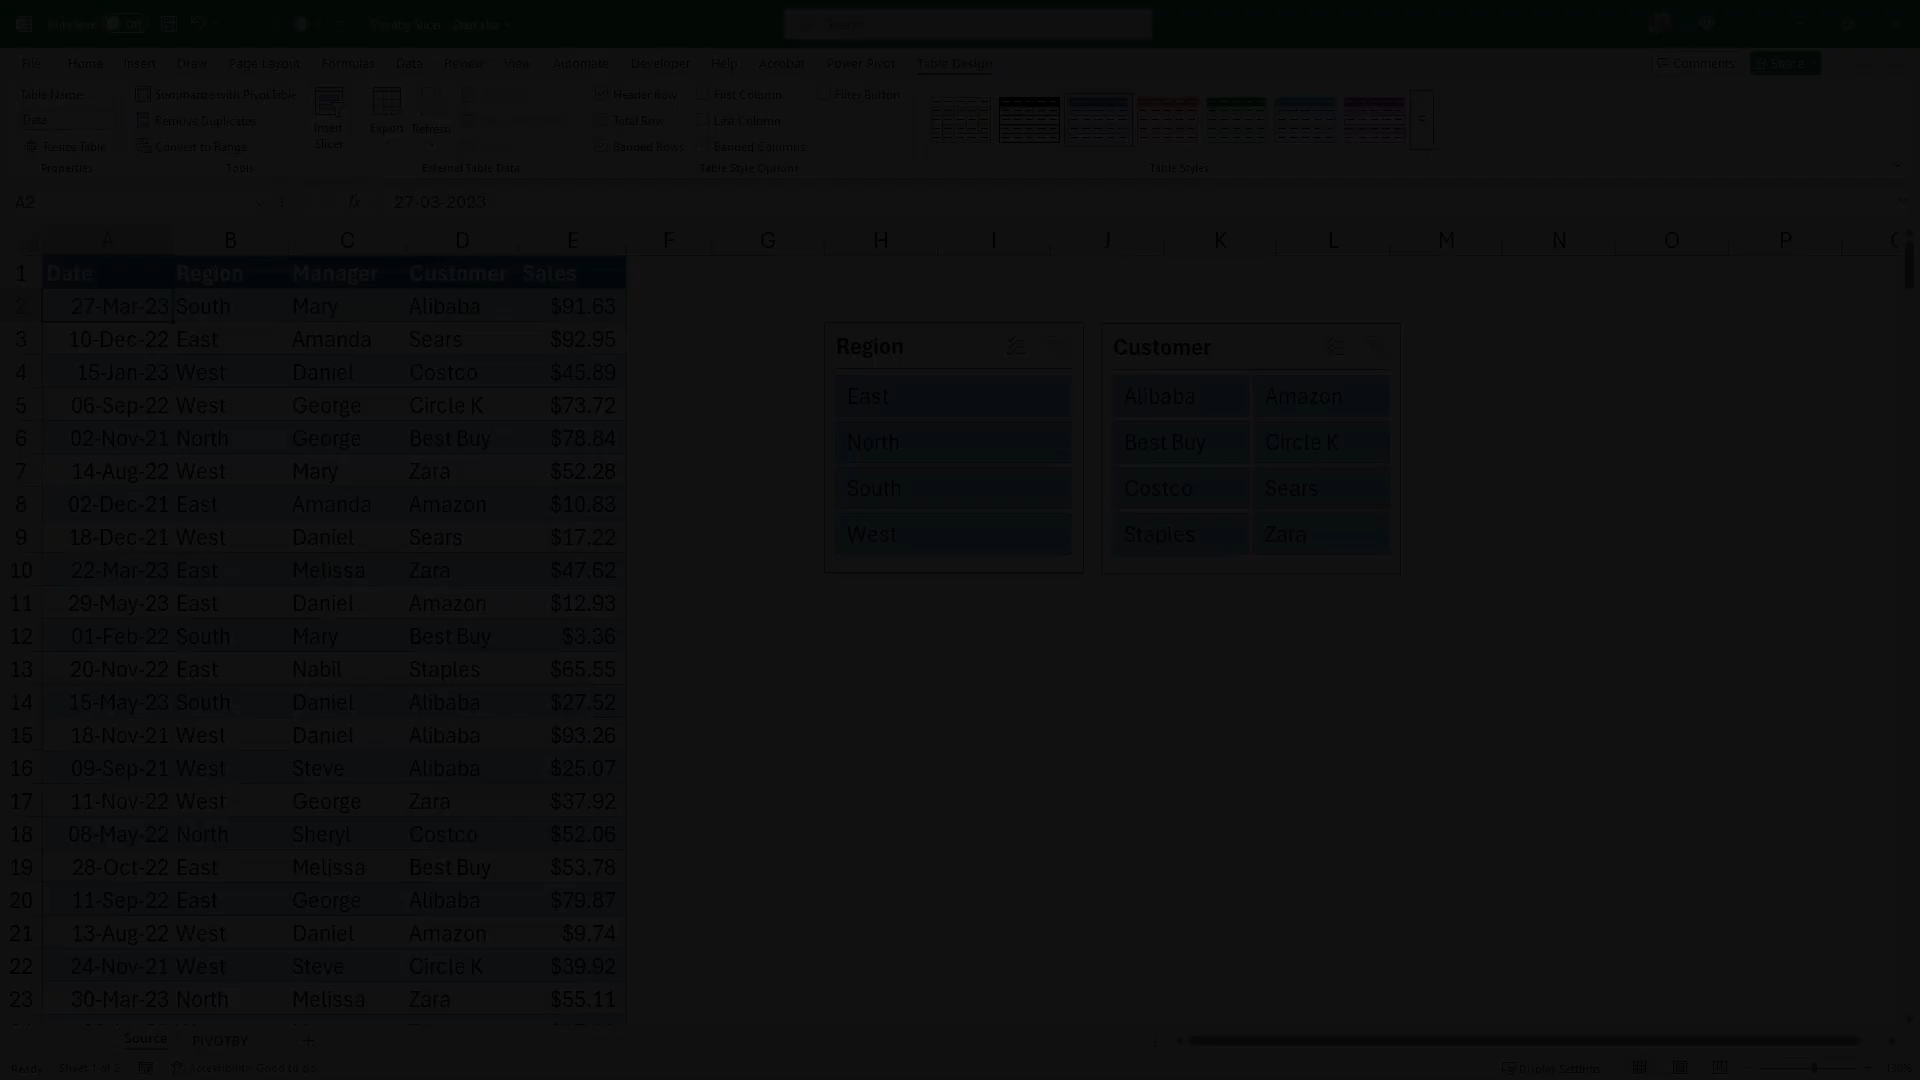 Off
Search
File Home Insert Draw Page Layout Formulas Data Review View Automate Developer Help Acrobat Power Pivot Table Design
Comments Share
Table Name:
Data
Resize Table
Properties
Summarize with PivotTable
Remove Duplicates
Convert to Range
Tools
Insert
Slicer
Export Refresh
External Table Data
Header Row First Column Filter Button
Total Row Last Column
Banded Rows Banded Columns
Table Style Options
Table Styles
A2 fx 27-03-2023
A B C D E F G H I J K L M N O P
1 Date Region Manager Customer Sales
2 27-Mar-23 South Mary Alibaba $91.63
3 10-Dec-22 East Amanda Sears $92.95
4 15-Jan-23 West Daniel Costco $45.89
5 06-Sep-22 West George Circle K $73.72
6 02-Nov-21 North George Best Buy $78.84
7 14-Aug-22 West Mary Zara $52.28
8 02-Dec-21 East Amanda Amazon $10.83
9 18-Dec-21 West Daniel Sears $17.22
10 22-Mar-23 East Melissa Zara $47.62
11 29-May-23 East Daniel Amazon $12.93
12 01-Feb-22 South Mary Best Buy $3.36
13 20-Nov-22 East Nabil Staples $65.55
14 15-May-23 South Daniel Alibaba $27.52
15 18-Nov-21 West Daniel Alibaba $93.26
16 09-Sep-21 West Steve Alibaba $25.07
17 11-Nov-22 West George Zara $37.92
18 08-May-22 North Sheryl Costco $52.06
19 28-Oct-22 East Melissa Best Buy $53.78
20 11-Sep-22 East George Alibaba $79.87
21 13-Aug-22 West Daniel Amazon $9.74
22 24-Nov-21 West Steve Circle K $39.92
23 30-Mar-23 North Melissa Zara $55.11
Region
East
North
South
West
Customer
Alibaba Amazon
Best Buy Circle K
Costco Sears
Staples Zara
Source PIVOTBY
Ready Sheet 1 of 2 Accessibility: Good to go
Display Settings